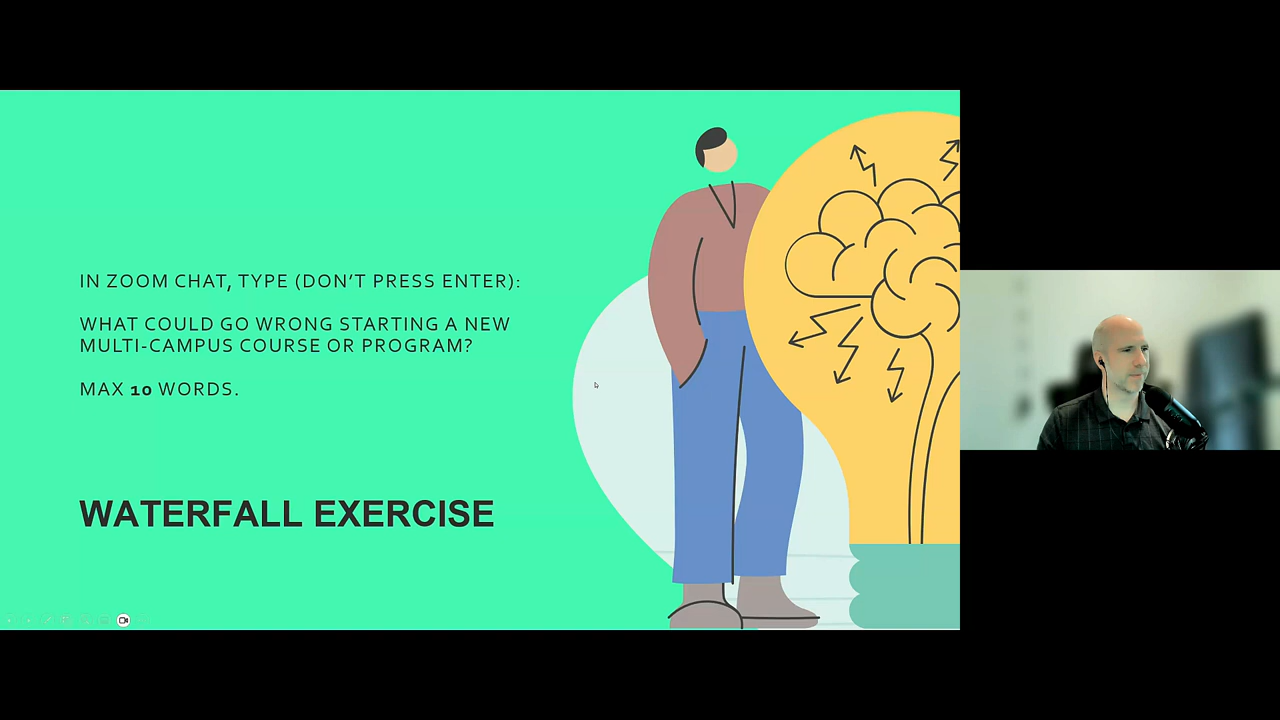 IN ZOOM CHAT, TYPE (DON'T PRESS ENTER):
WHAT COULD GO WRONG STARTING A NEW
MULTI-CAMPUS COURSE OR PROGRAM?
MAX 10 WORDS.
WATERFALL EXERCISE